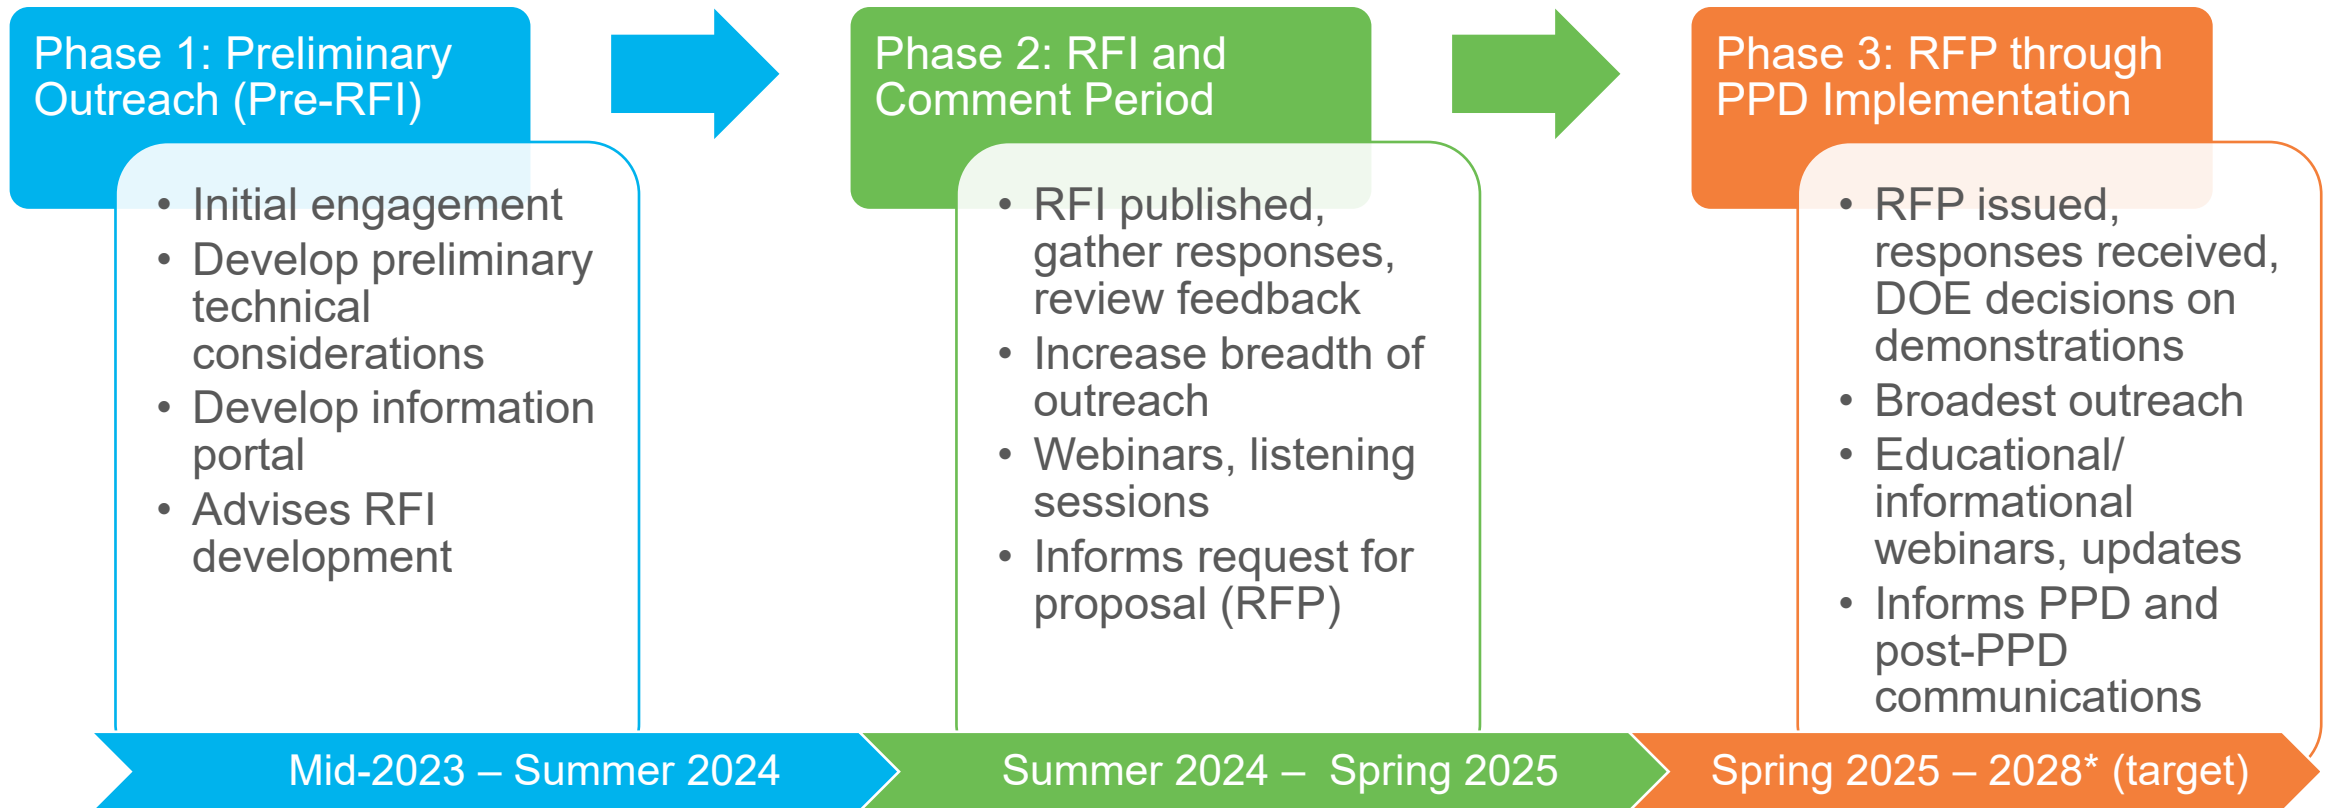 Phase 1: Preliminary
Outreach (Pre-RFI)
• Initial engagement
• Develop preliminary
technical
considerations
• Develop information
portal
• Advises RFI
development
Mid-2023 – Summer 2024
Phase 2: RFI and
Comment Period
• RFI published,
gather responses,
review feedback
• Increase breadth of
outreach
• Webinars, listening
sessions
• Informs request for
proposal (RFP)
Summer 2024 –  Spring 2025
Phase 3: RFP through
PPD Implementation
• RFP issued,
responses received,
DOE decisions on
demonstrations
• Broadest outreach
• Educational/
informational
webinars, updates
• Informs PPD and
post-PPD
communications
Spring 2025 – 2028* (target)